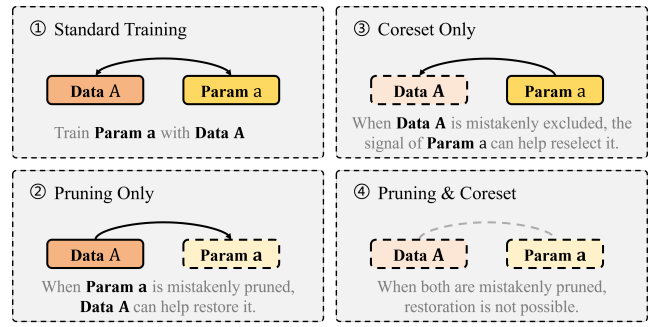 ① Standard Training
Data A
Param a
Train Param a with Data A
② Pruning Only
Data A
Param a
When Param a is mistakenly pruned,
Data A can help restore it.
③ Coreset Only
Data A
Param a
When Data A is mistakenly excluded, the
signal of Param a can help reselect it.
④ Pruning & Coreset
Data A
Param a
When both are mistakenly pruned,
restoration is not possible.